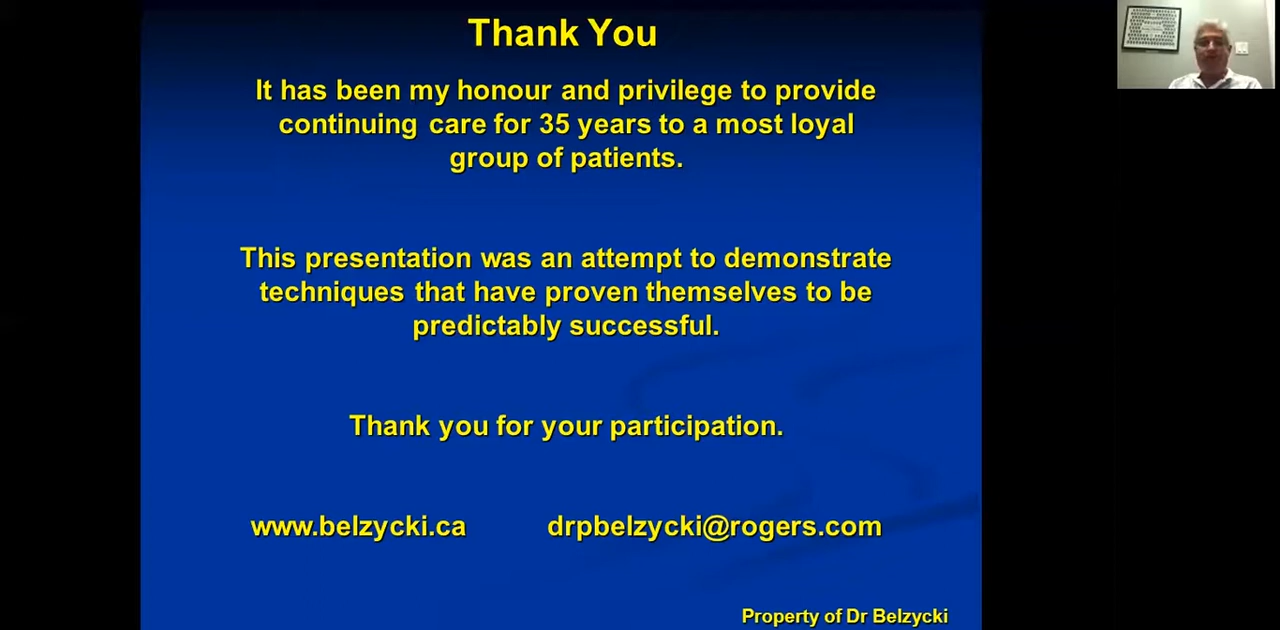 Thank You
It has been my honour and privilege to provide
continuing care for 35 years to a most loyal
group of patients.
This presentation was an attempt to demonstrate
techniques that have proven themselves to be
predictably successful.
Thank you for your participation.
www.belzycki.ca drpbelzycki@rogers.com
Property of Dr Belzycki